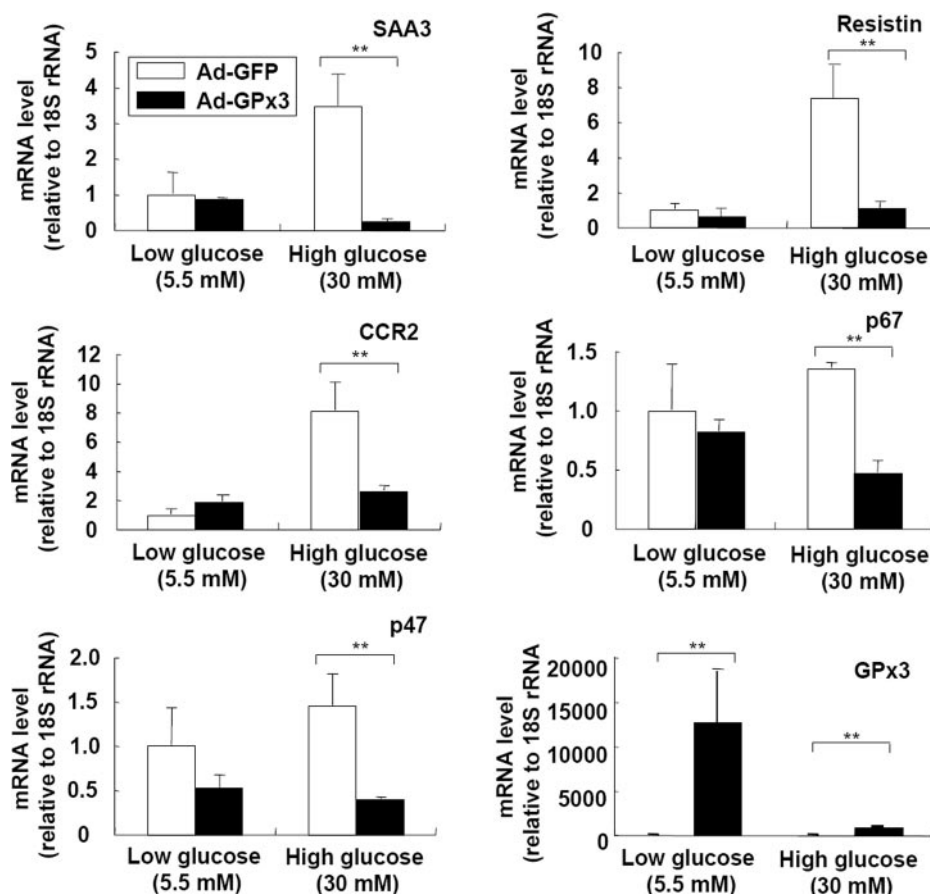 SAA3
**
5
4
3
2
1
0
mRNA level
(relative to 18S rRNA)
Ad-GFP
Ad-GPx3
Low glucose
(5.5 mM)
High glucose
(30 mM)
Resistin
**
10
8
6
4
2
0
mRNA level
(relative to 18S rRNA)
Low glucose
(5.5 mM)
High glucose
(30 mM)
CCR2
**
12
10
8
6
4
2
0
mRNA level
(relative to 18S rRNA)
Low glucose
(5.5 mM)
High glucose
(30 mM)
p67
**
1.5
1.0
0.5
0
mRNA level
(relative to 18S rRNA
Low glucose
(5.5 mM)
High glucose
(30 mM)
p47
**
2.0
1.5
1.0
0.5
0
mRNA level
(relative to 18S rRNA)
Low glucose
(5.5 mM)
High glucose
(30 mM)
GPx3
**
**
20000
15000
10000
5000
0
mRNA level
(relative to 18S rRNA
Low glucose
(5.5 mM)
High glucose
(30 mM)